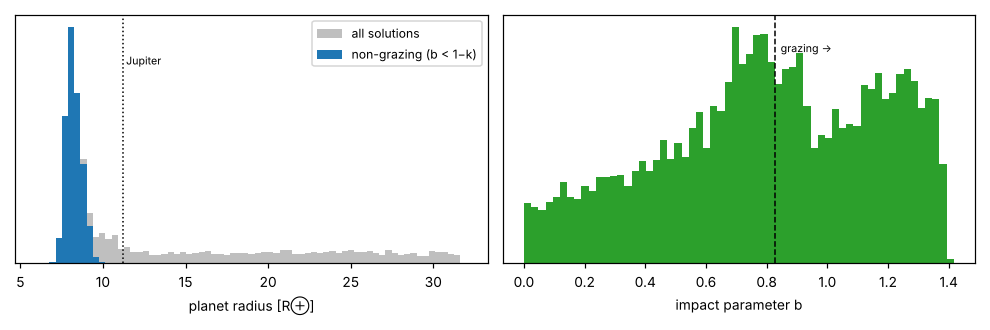 all solutions
non-grazing (b < 1−k)
Jupiter
5 10 15 20 25 30
planet radius [R⊕]
grazing →
0.0 0.2 0.4 0.6 0.8 1.0 1.2 1.4
impact parameter b